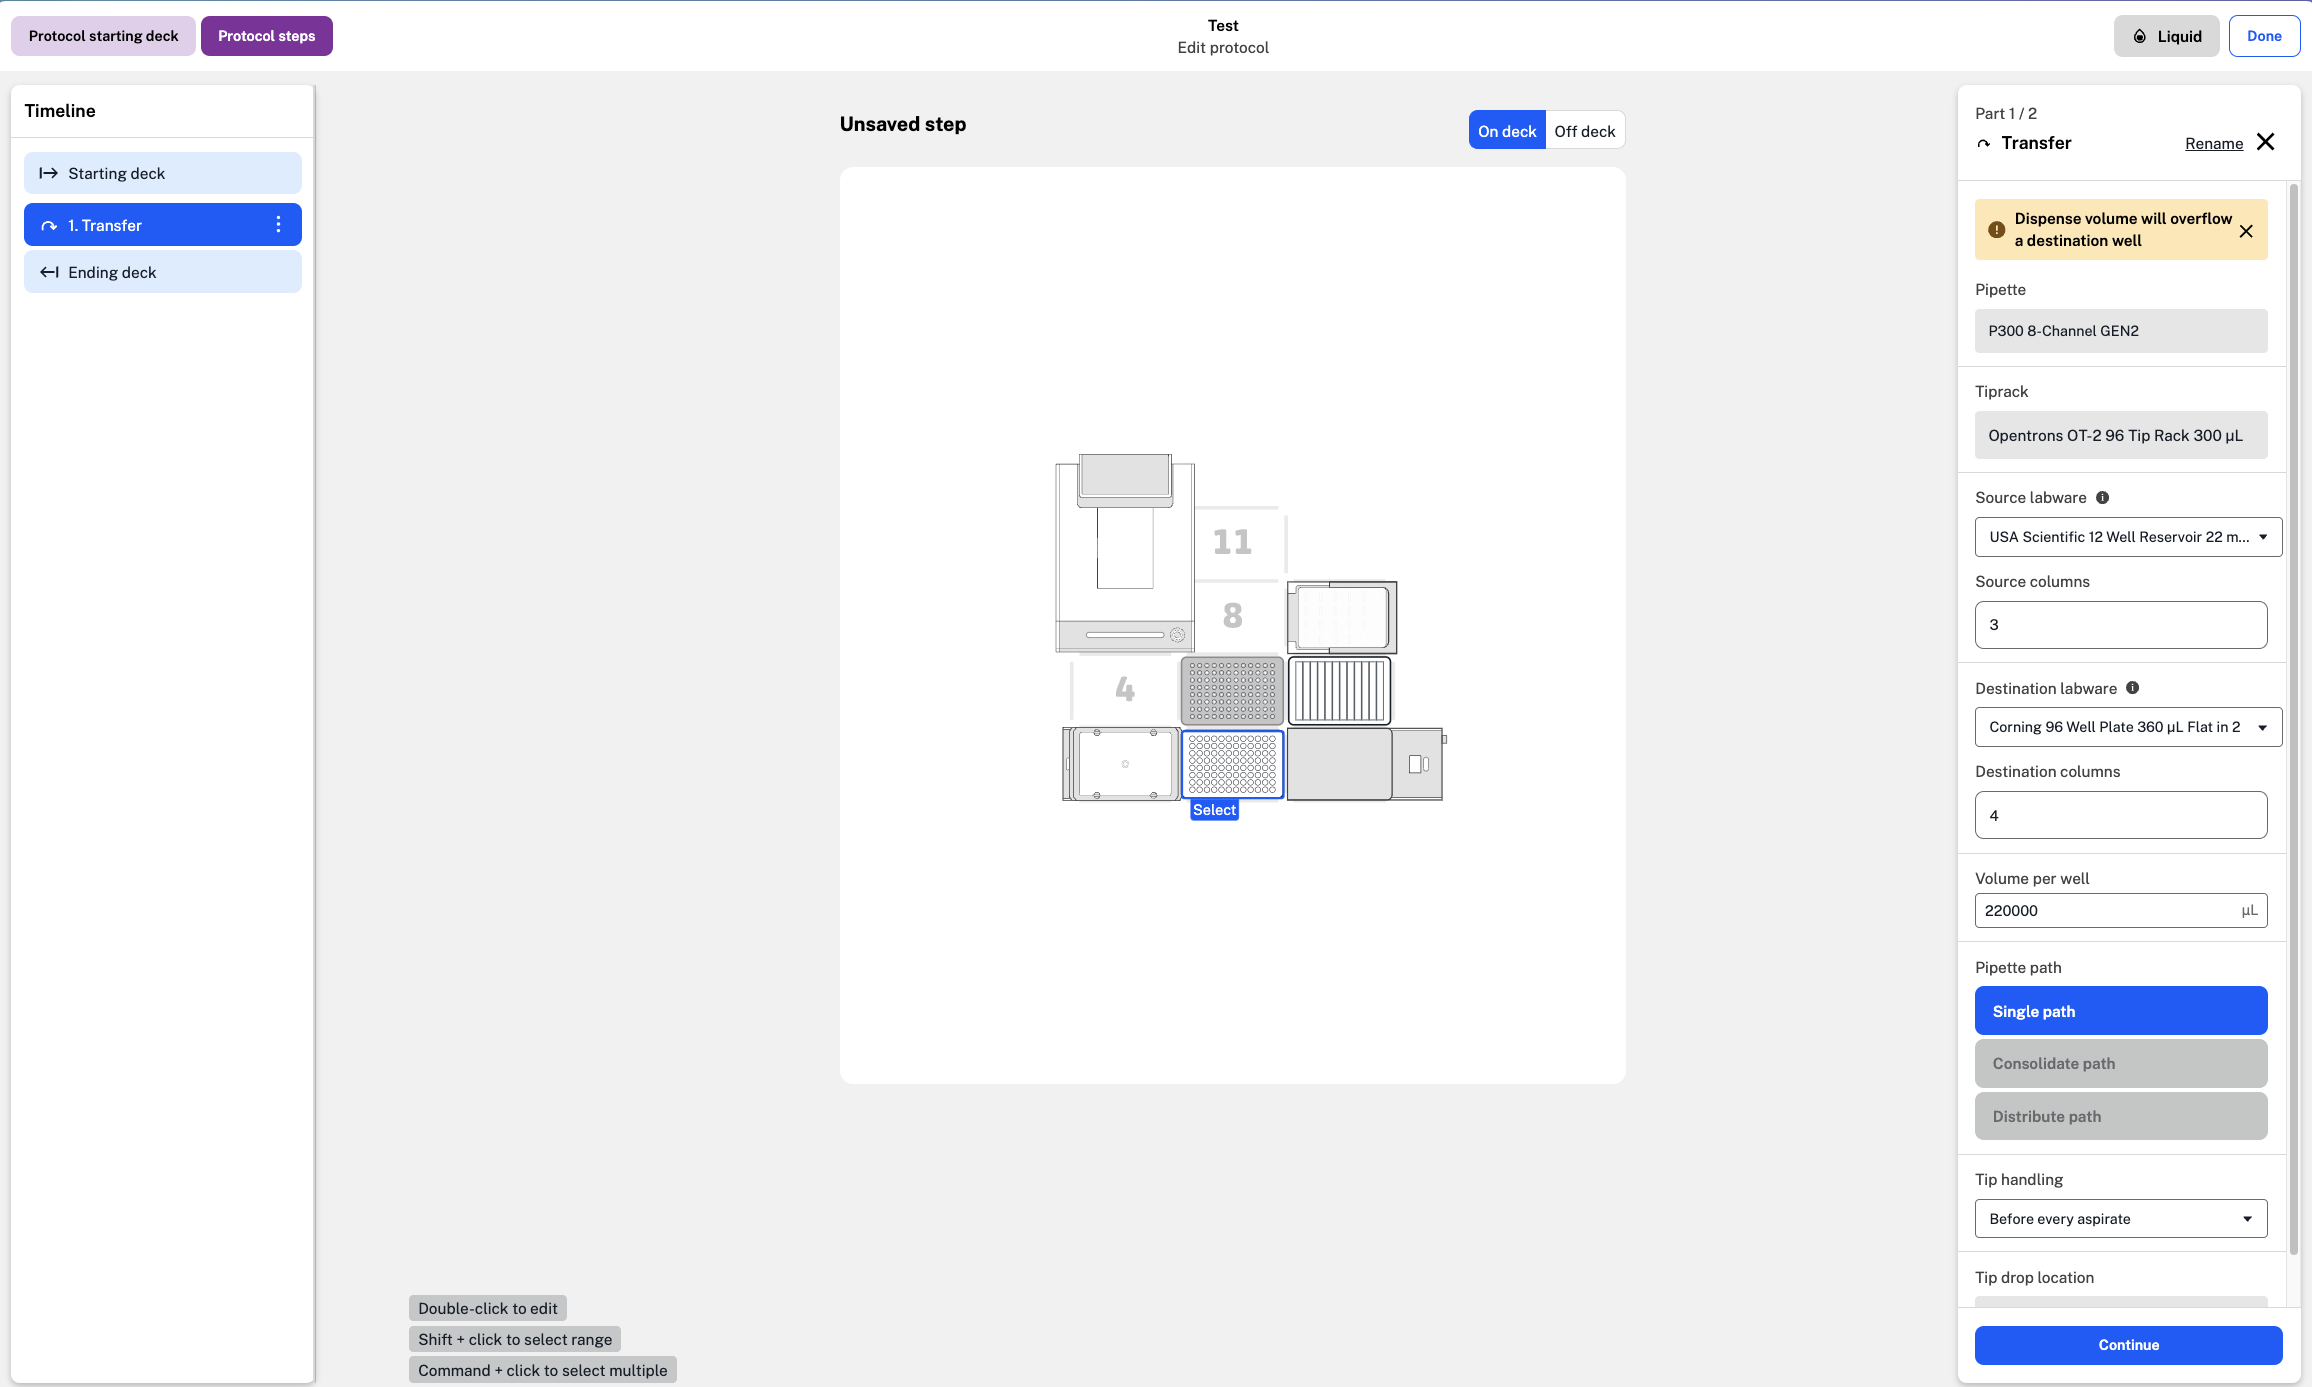 Protocol starting deck
Protocol steps
Test
Edit protocol
Liquid
Done
Timeline
Starting deck
1. Transfer
Ending deck
Unsaved step
On deck
Off deck
11
8
4
Select
Double-click to edit
Shift + click to select range
Command + click to select multiple
Part 1 / 2
Transfer
Rename
Dispense volume will overflow
a destination well
Pipette
P300 8-Channel GEN2
Tiprack
Opentrons OT-2 96 Tip Rack 300 µL
Source labware
USA Scientific 12 Well Reservoir 22 m...
Source columns
3
Destination labware
Corning 96 Well Plate 360 µL Flat in 2
Destination columns
4
Volume per well
220000 µL
Pipette path
Single path
Consolidate path
Distribute path
Tip handling
Before every aspirate
Tip drop location
Continue